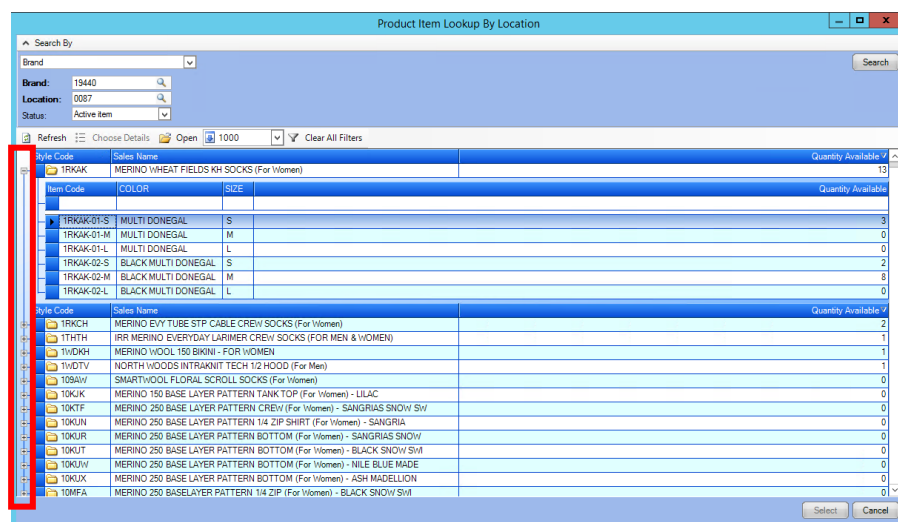 Product Item Lookup By Location
Search By
Brand
Search
Brand: 19440
Location: 0087
Status: Active item
Refresh Choose Details Open 1000 Clear All Filters
Style Code Sales Name Quantity Available
1RKAK MERINO WHEAT FIELDS KH SOCKS (For Women) 13
Item Code COLOR SIZE Quantity Available
1RKAK-01-S MULTI DONEGAL S 3
1RKAK-01-M MULTI DONEGAL M 0
1RKAK-01-L MULTI DONEGAL L 0
1RKAK-02-S BLACK MULTI DONEGAL S 2
1RKAK-02-M BLACK MULTI DONEGAL M 8
1RKAK-02-L BLACK MULTI DONEGAL L 0
Style Code Sales Name Quantity Available
1RKCH MERINO EVY TUBE STP CABLE CREW SOCKS (For Women) 2
1THTH IRR MERINO EVERYDAY LARIMER CREW SOCKS (FOR MEN & WOMEN) 1
1WDKH MERINO WOOL 150 BIKINI - FOR WOMEN 1
1WDTV NORTH WOODS INTRAKNIT TECH 1/2 HOOD (For Men) 1
109AW SMARTWOOL FLORAL SCROLL SOCKS (For Women) 0
10KJK MERINO 150 BASE LAYER PATTERN TANK TOP (For Women) - LILAC 0
10KTF MERINO 250 BASE LAYER PATTERN CREW (For Women) - SANGRIAS SNOW SW 0
10KUN MERINO 250 BASE LAYER PATTERN 1/4 ZIP SHIRT (For Women) - SANGRIA 0
10KUR MERINO 250 BASE LAYER PATTERN BOTTOM (For Women) - SANGRIAS SNOW 0
10KUT MERINO 250 BASE LAYER PATTERN BOTTOM (For Women) - BLACK SNOW SWI 0
10KUW MERINO 250 BASE LAYER PATTERN BOTTOM (For Women) - NILE BLUE MADE 0
10KUX MERINO 250 BASE LAYER PATTERN BOTTOM (For Women) - ASH MADELLION 0
10MFA MERINO 250 BASELAYER PATTERN 1/4 ZIP (For Women) - BLACK SNOW SWI 0
Select Cancel